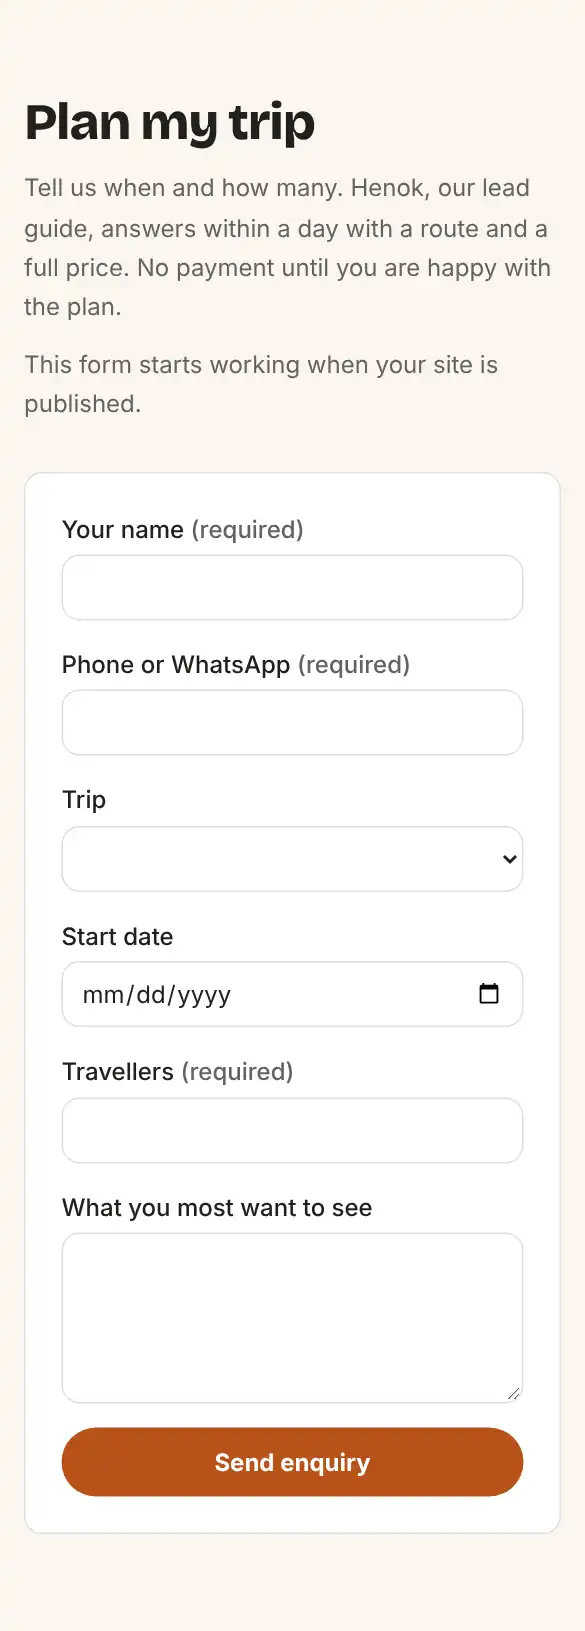 Plan my trip
Tell us when and how many. Henok, our lead
guide, answers within a day with a route and a
full price. No payment until you are happy with
the plan.
This form starts working when your site is
published.
Your name (required)
Phone or WhatsApp (required)
Trip
Start date
mm/dd/yyyy
Travellers (required)
What you most want to see
Send enquiry